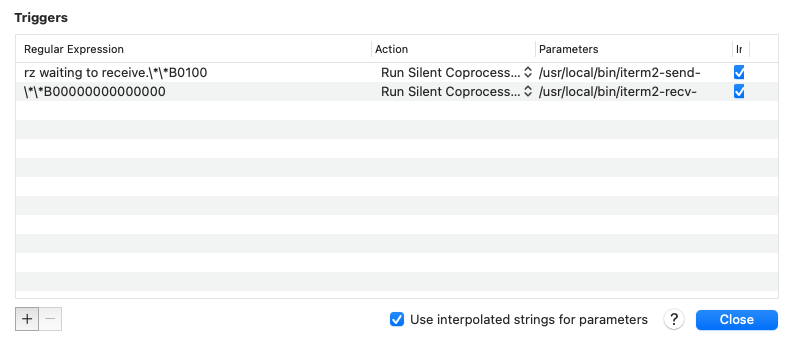 Triggers
Regular Expression Action Parameters Ir
rz waiting to receive.\*\*B0100 Run Silent Coprocess... /usr/local/bin/iterm2-send-
\*\*B00000000000000 Run Silent Coprocess... /usr/local/bin/iterm2-recv-
+ − Use interpolated strings for parameters ? Close